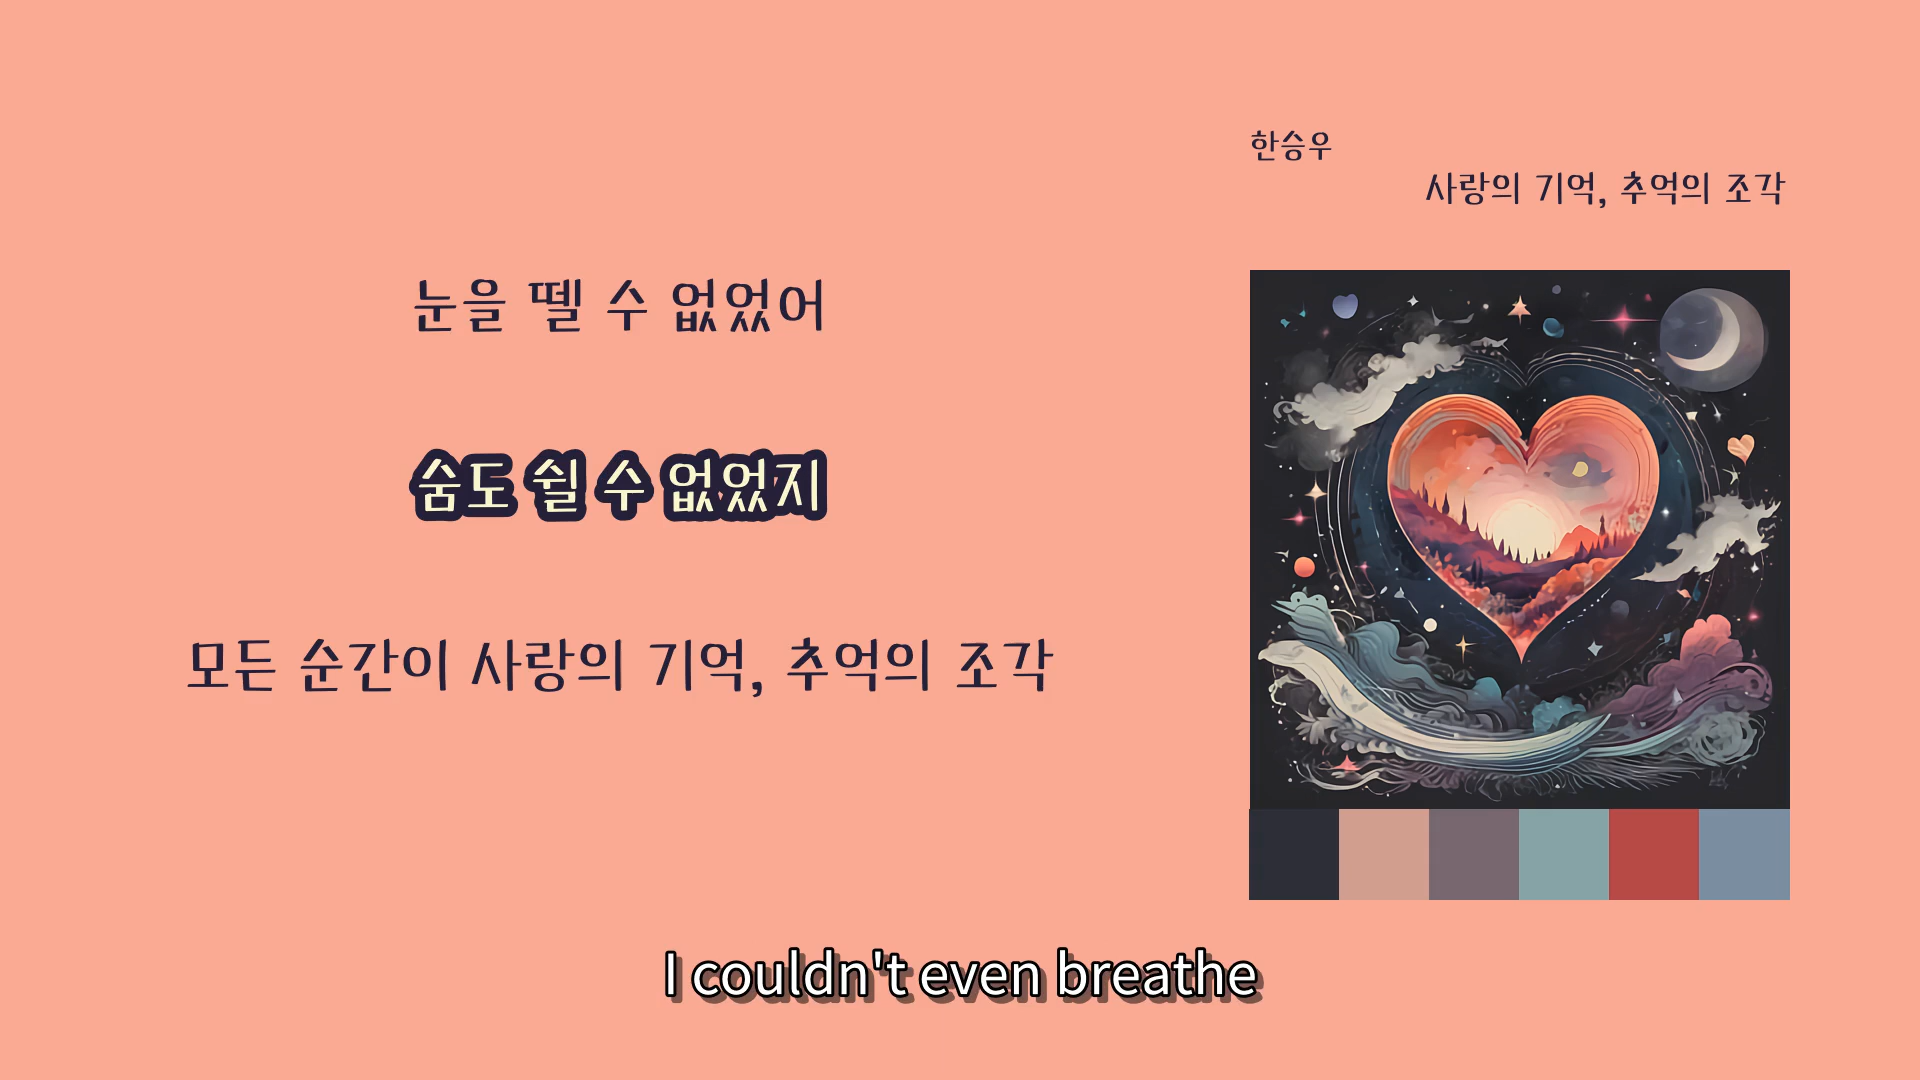 한승우
사랑의 기억, 추억의 조각
눈을 뗄 수 없었어
숨도 쉴 수 없었지
모든 순간이 사랑의 기억, 추억의 조각
I couldn't even breathe